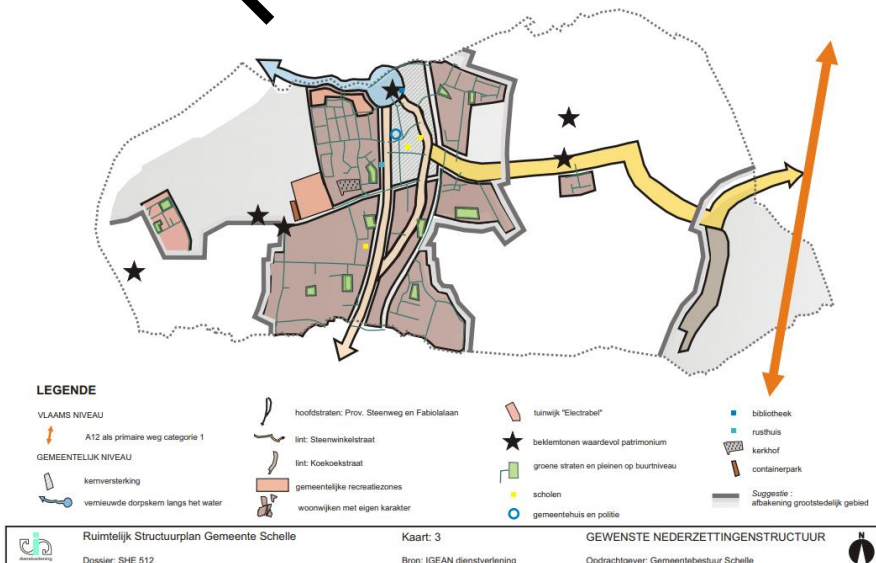 LEGENDE
VLAAMS NIVEAU
A12 als primaire weg categorie 1
GEMEENTELIJK NIVEAU
kernversterking
vernieuwde dorpskern langs het water
hoofdstraten: Prov. Steenweg en Fabiolalaan
lint: Steenwinkelstraat
lint: Koekoekstraat
gemeentelijke recreatiezones
woonwijken met eigen karakter
tuinwijk "Electrabel"
beklemtonen waardevol patrimonium
groene straten en pleinen op buurtniveau
scholen
gemeentehuis en politie
bibliotheek
rusthuis
kerkhof
containerpark
Suggestie :
afbakening grootstedelijk gebied
dienstverlening
Ruimtelijk Structuurplan Gemeente Schelle
Kaart: 3
GEWENSTE NEDERZETTINGENSTRUCTUUR
Dossier: SHE 512
Bron: IGEAN dienstverlening
Opdrachtgever: Gemeentebestuur Schelle
N